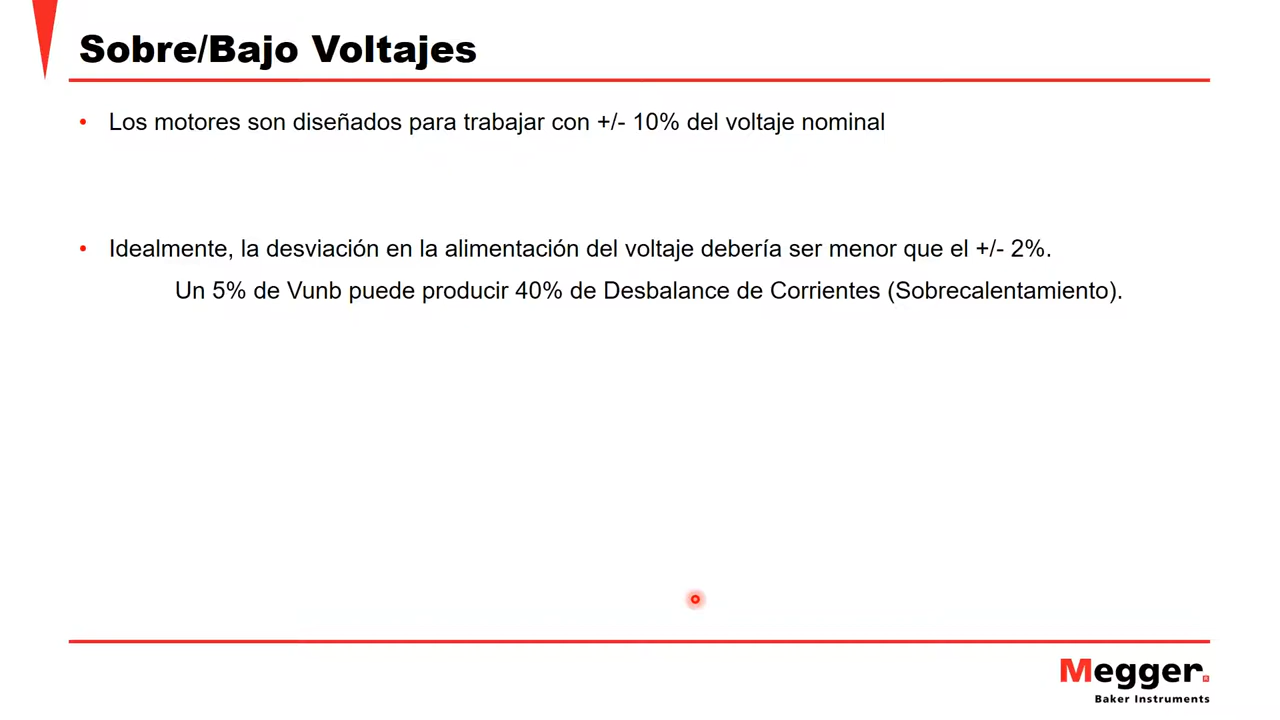 Sobre/Bajo Voltajes
• Los motores son diseñados para trabajar con +/- 10% del voltaje nominal
• Idealmente, la desviación en la alimentación del voltaje debería ser menor que el +/- 2%.
Un 5% de Vunb puede producir 40% de Desbalance de Corrientes (Sobrecalentamiento).
Megger®
Baker Instruments